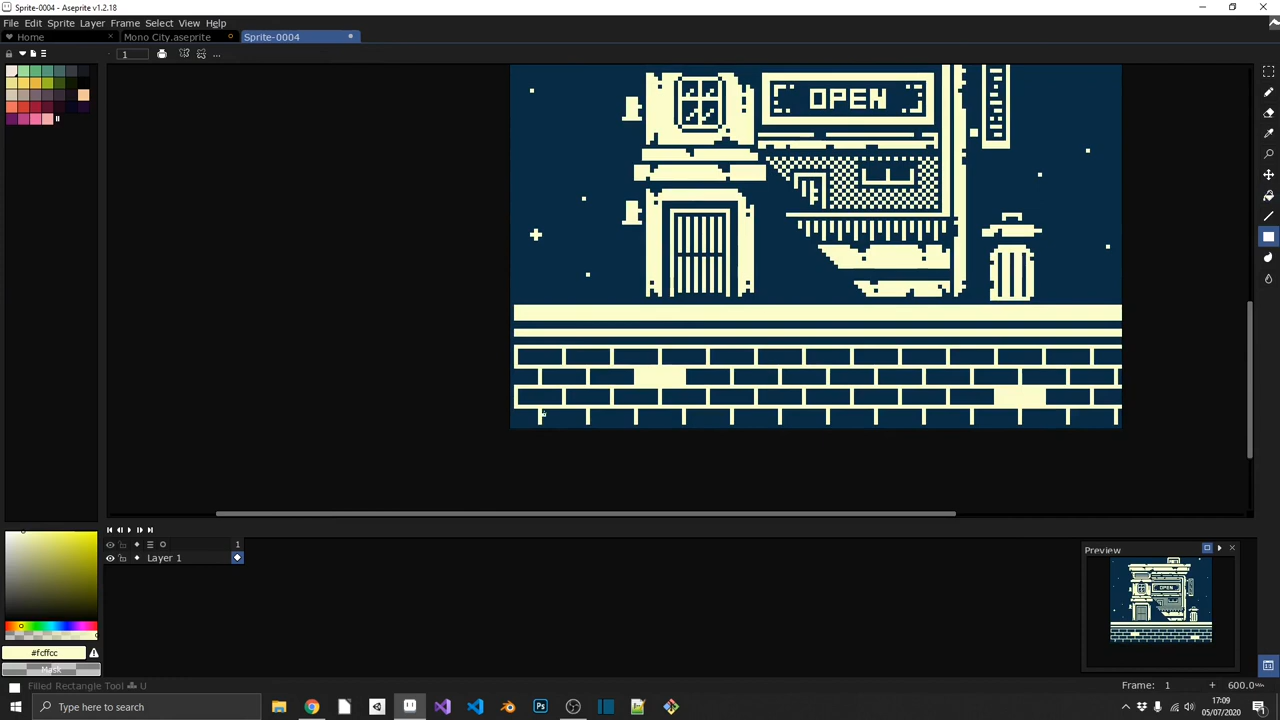 Sprite-0004 - Aseprite v1.2.18
File Edit Sprite Layer Frame Select View Help
Home Mono City.aseprite Sprite-0004
1
OPEN
1
Layer 1
Preview
OPEN
#fcffcc
Mask
Filled Rectangle Tool U
Frame: 1
600.0
Type here to search
17:09
05/07/2020